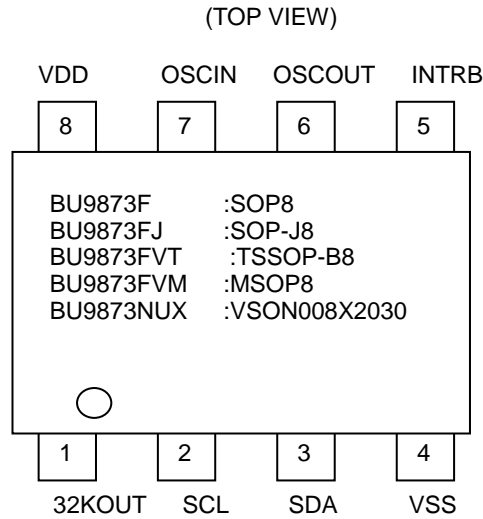 (TOP VIEW)
VDD OSCIN OSCOUT INTRB
8 7 6 5
BU9873F :SOP8
BU9873FJ :SOP-J8
BU9873FVT :TSSOP-B8
BU9873FVM :MSOP8
BU9873NUX :VSON008X2030
1 2 3 4
32KOUT SCL SDA VSS